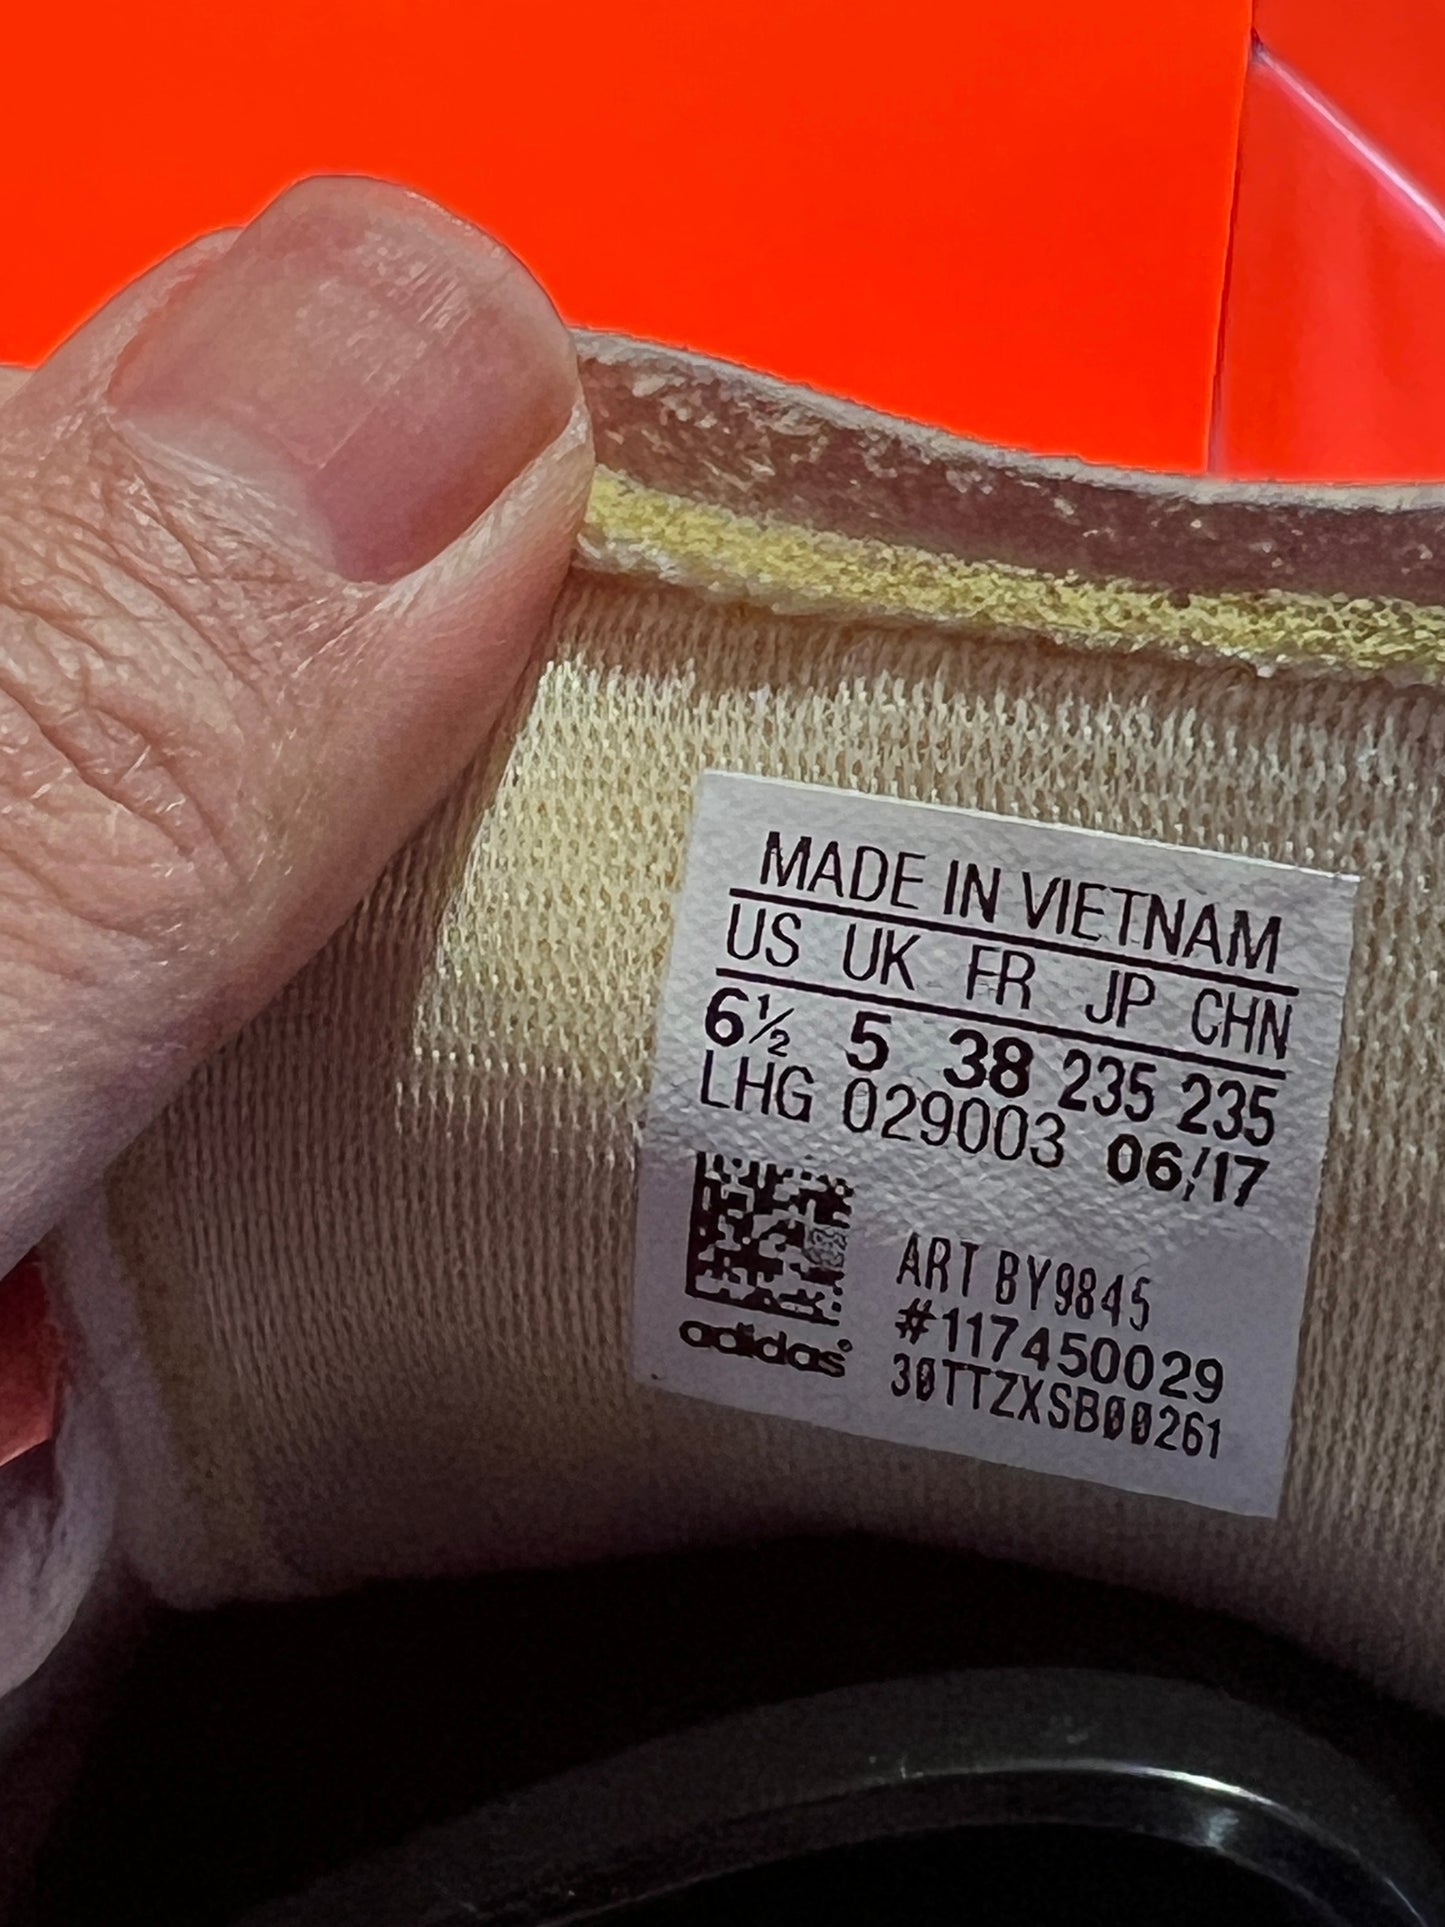 MADE IN VIETNAM
US UK FR JP CHN
6½ 5 38 235 235
LHG 029003 06/17
ART BY9845
#117450029
30TTZXSB00261
adidas